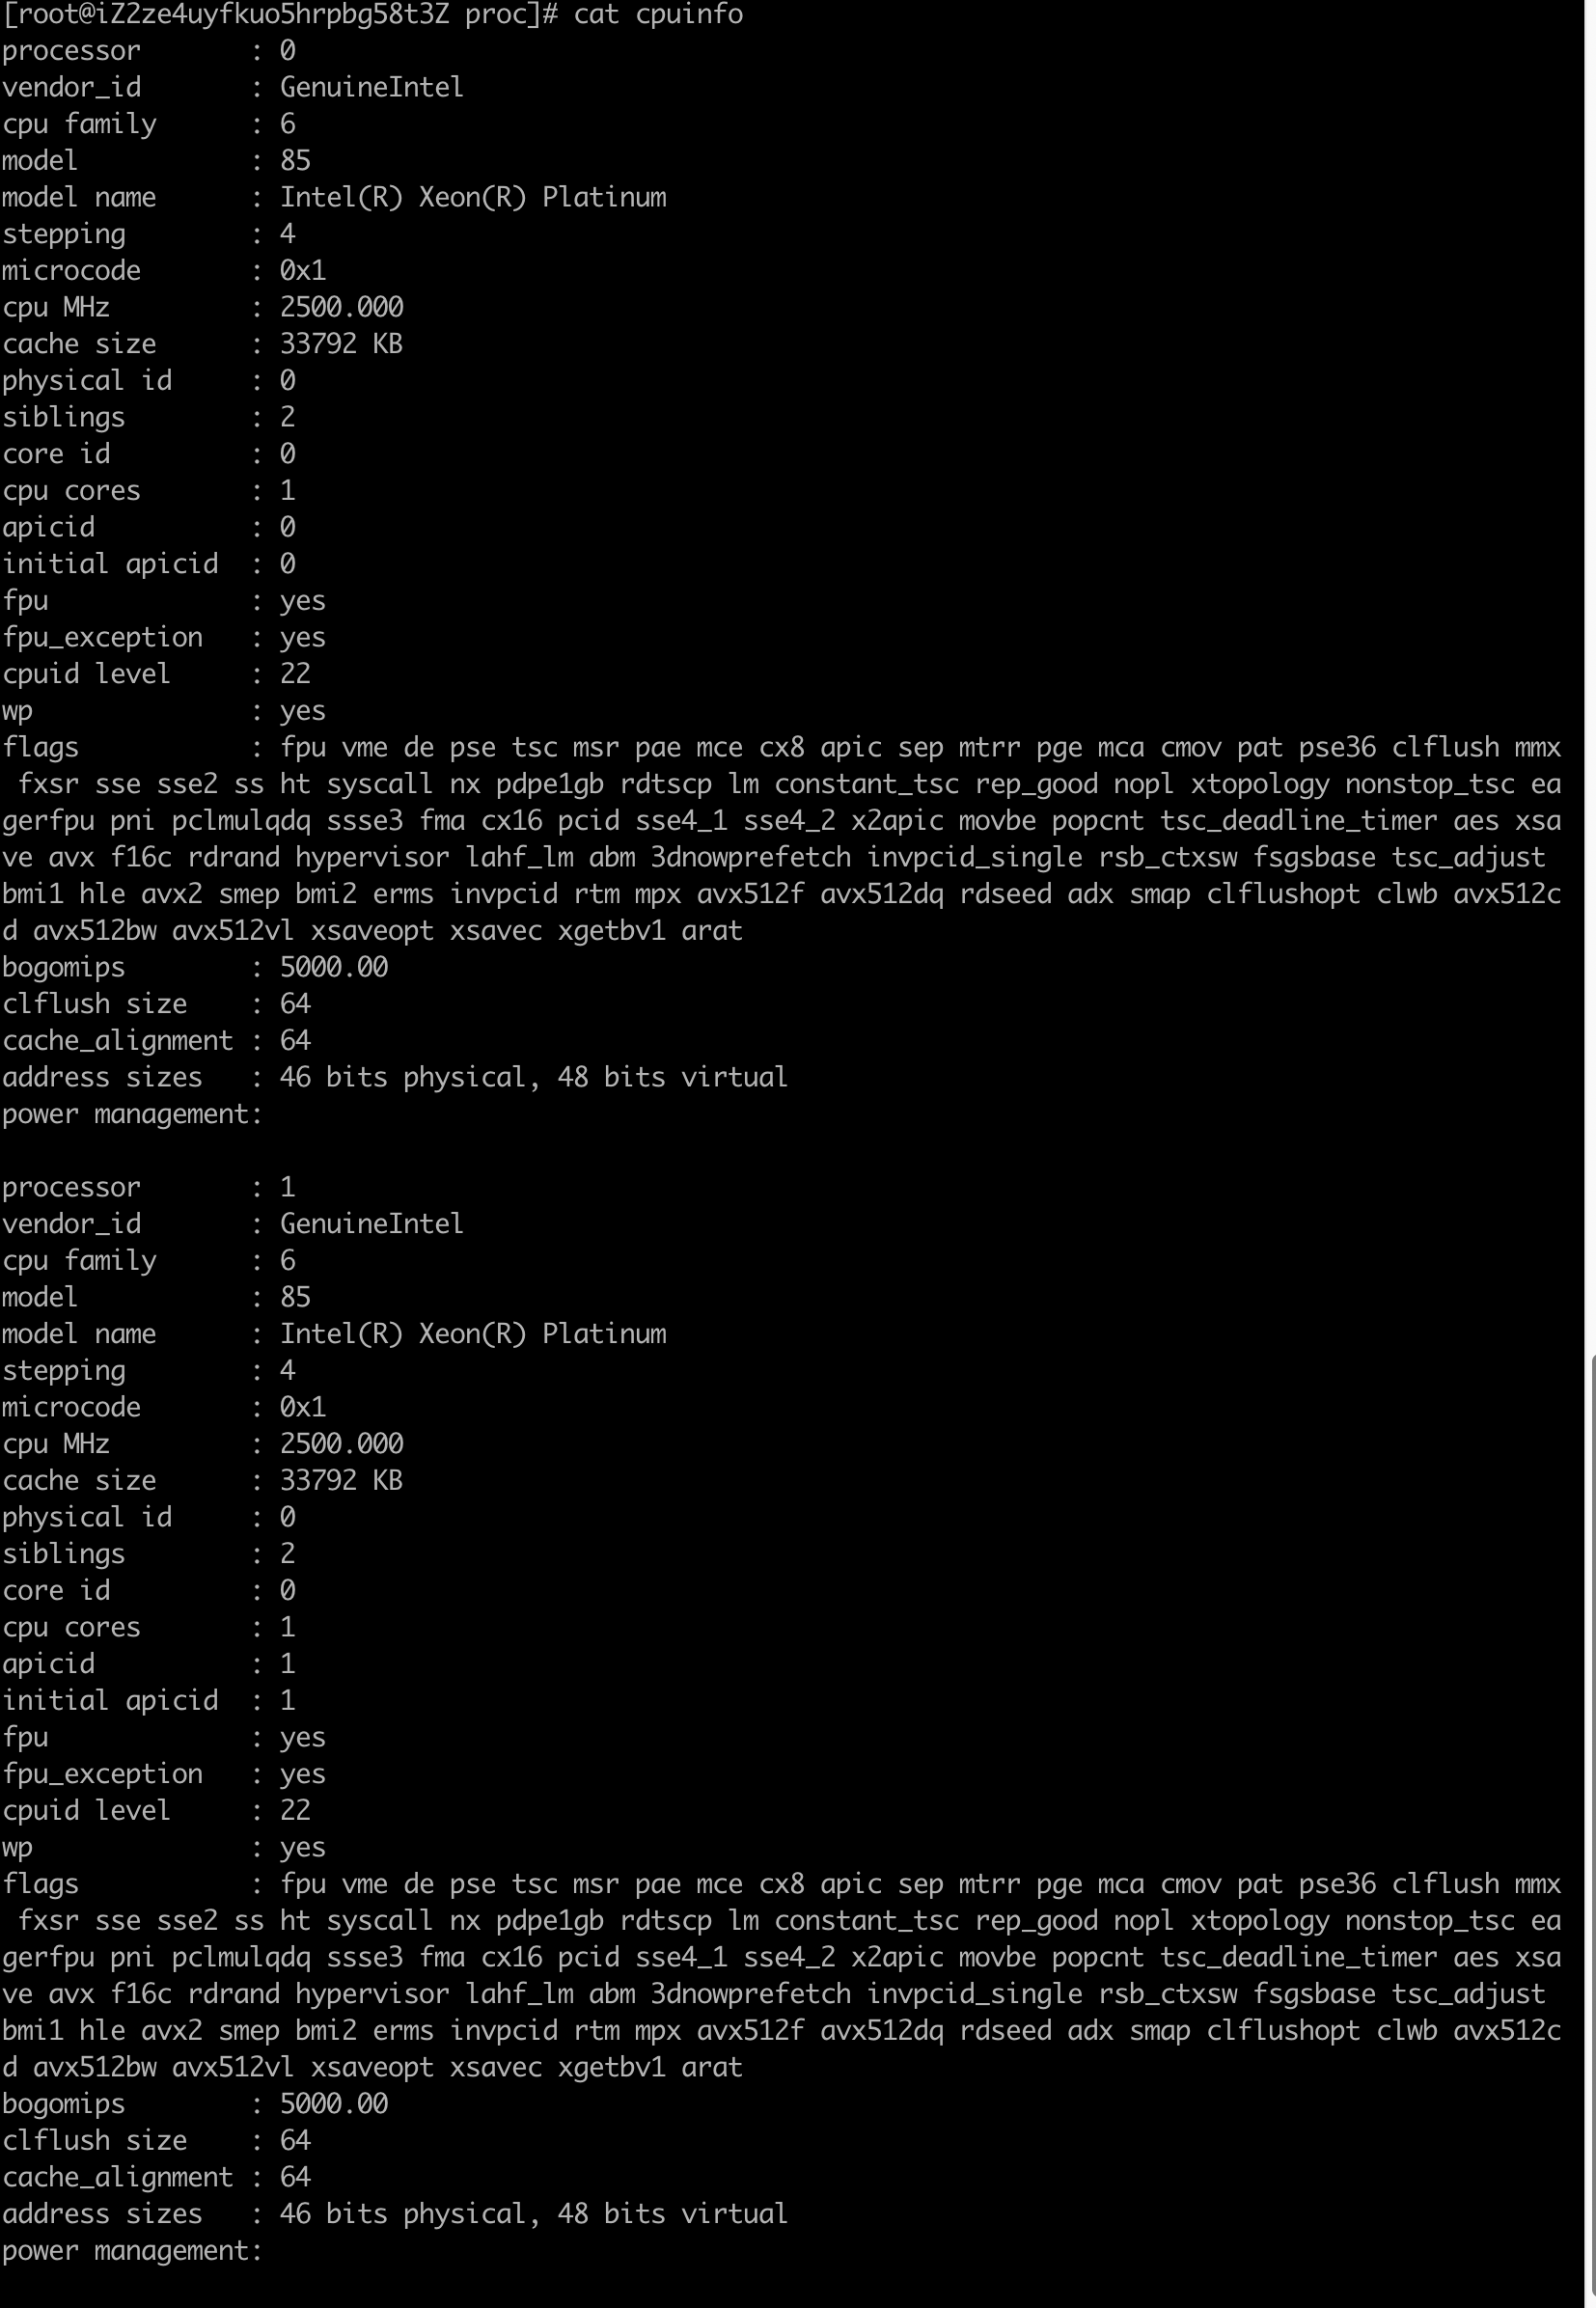 [root@iZ2ze4uyfkuo5hrpbg58t3Z proc]# cat cpuinfo
processor       : 0
vendor_id       : GenuineIntel
cpu family      : 6
model           : 85
model name      : Intel(R) Xeon(R) Platinum
stepping        : 4
microcode       : 0x1
cpu MHz         : 2500.000
cache size      : 33792 KB
physical id     : 0
siblings        : 2
core id         : 0
cpu cores       : 1
apicid          : 0
initial apicid  : 0
fpu             : yes
fpu_exception   : yes
cpuid level     : 22
wp              : yes
flags           : fpu vme de pse tsc msr pae mce cx8 apic sep mtrr pge mca cmov pat pse36 clflush mmx
 fxsr sse sse2 ss ht syscall nx pdpe1gb rdtscp lm constant_tsc rep_good nopl xtopology nonstop_tsc ea
gerfpu pni pclmulqdq ssse3 fma cx16 pcid sse4_1 sse4_2 x2apic movbe popcnt tsc_deadline_timer aes xsa
ve avx f16c rdrand hypervisor lahf_lm abm 3dnowprefetch invpcid_single rsb_ctxsw fsgsbase tsc_adjust
bmi1 hle avx2 smep bmi2 erms invpcid rtm mpx avx512f avx512dq rdseed adx smap clflushopt clwb avx512c
d avx512bw avx512vl xsaveopt xsavec xgetbv1 arat
bogomips        : 5000.00
clflush size    : 64
cache_alignment : 64
address sizes   : 46 bits physical, 48 bits virtual
power management:

processor       : 1
vendor_id       : GenuineIntel
cpu family      : 6
model           : 85
model name      : Intel(R) Xeon(R) Platinum
stepping        : 4
microcode       : 0x1
cpu MHz         : 2500.000
cache size      : 33792 KB
physical id     : 0
siblings        : 2
core id         : 0
cpu cores       : 1
apicid          : 1
initial apicid  : 1
fpu             : yes
fpu_exception   : yes
cpuid level     : 22
wp              : yes
flags           : fpu vme de pse tsc msr pae mce cx8 apic sep mtrr pge mca cmov pat pse36 clflush mmx
 fxsr sse sse2 ss ht syscall nx pdpe1gb rdtscp lm constant_tsc rep_good nopl xtopology nonstop_tsc ea
gerfpu pni pclmulqdq ssse3 fma cx16 pcid sse4_1 sse4_2 x2apic movbe popcnt tsc_deadline_timer aes xsa
ve avx f16c rdrand hypervisor lahf_lm abm 3dnowprefetch invpcid_single rsb_ctxsw fsgsbase tsc_adjust
bmi1 hle avx2 smep bmi2 erms invpcid rtm mpx avx512f avx512dq rdseed adx smap clflushopt clwb avx512c
d avx512bw avx512vl xsaveopt xsavec xgetbv1 arat
bogomips        : 5000.00
clflush size    : 64
cache_alignment : 64
address sizes   : 46 bits physical, 48 bits virtual
power management: